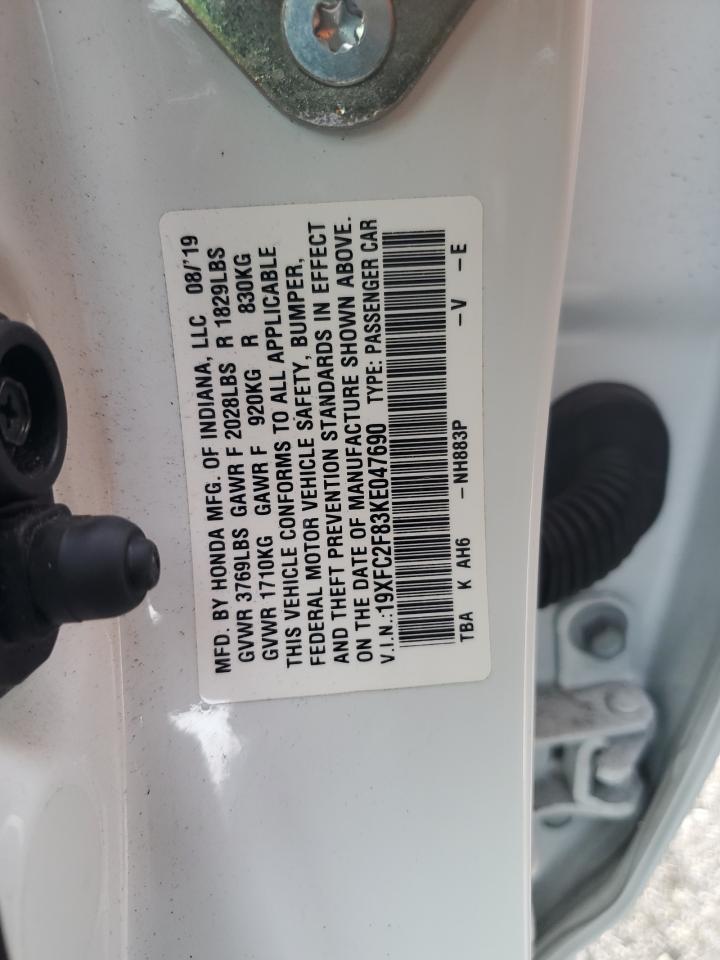 MFD. BY HONDA MFG. OF INDIANA, LLC 08/'19
GVWR 3769LBS GAWR F 2028LBS R 1829LBS
GVWR 1710KG GAWR F 920KG R 830KG
THIS VEHICLE CONFORMS TO ALL APPLICABLE
FEDERAL MOTOR VEHICLE SAFETY, BUMPER,
AND THEFT PREVENTION STANDARDS IN EFFECT
ON THE DATE OF MANUFACTURE SHOWN ABOVE.
V.I.N.:19XFC2F83KE047690 TYPE: PASSENGER CAR
TBA K AH6 –NH883P –V –E